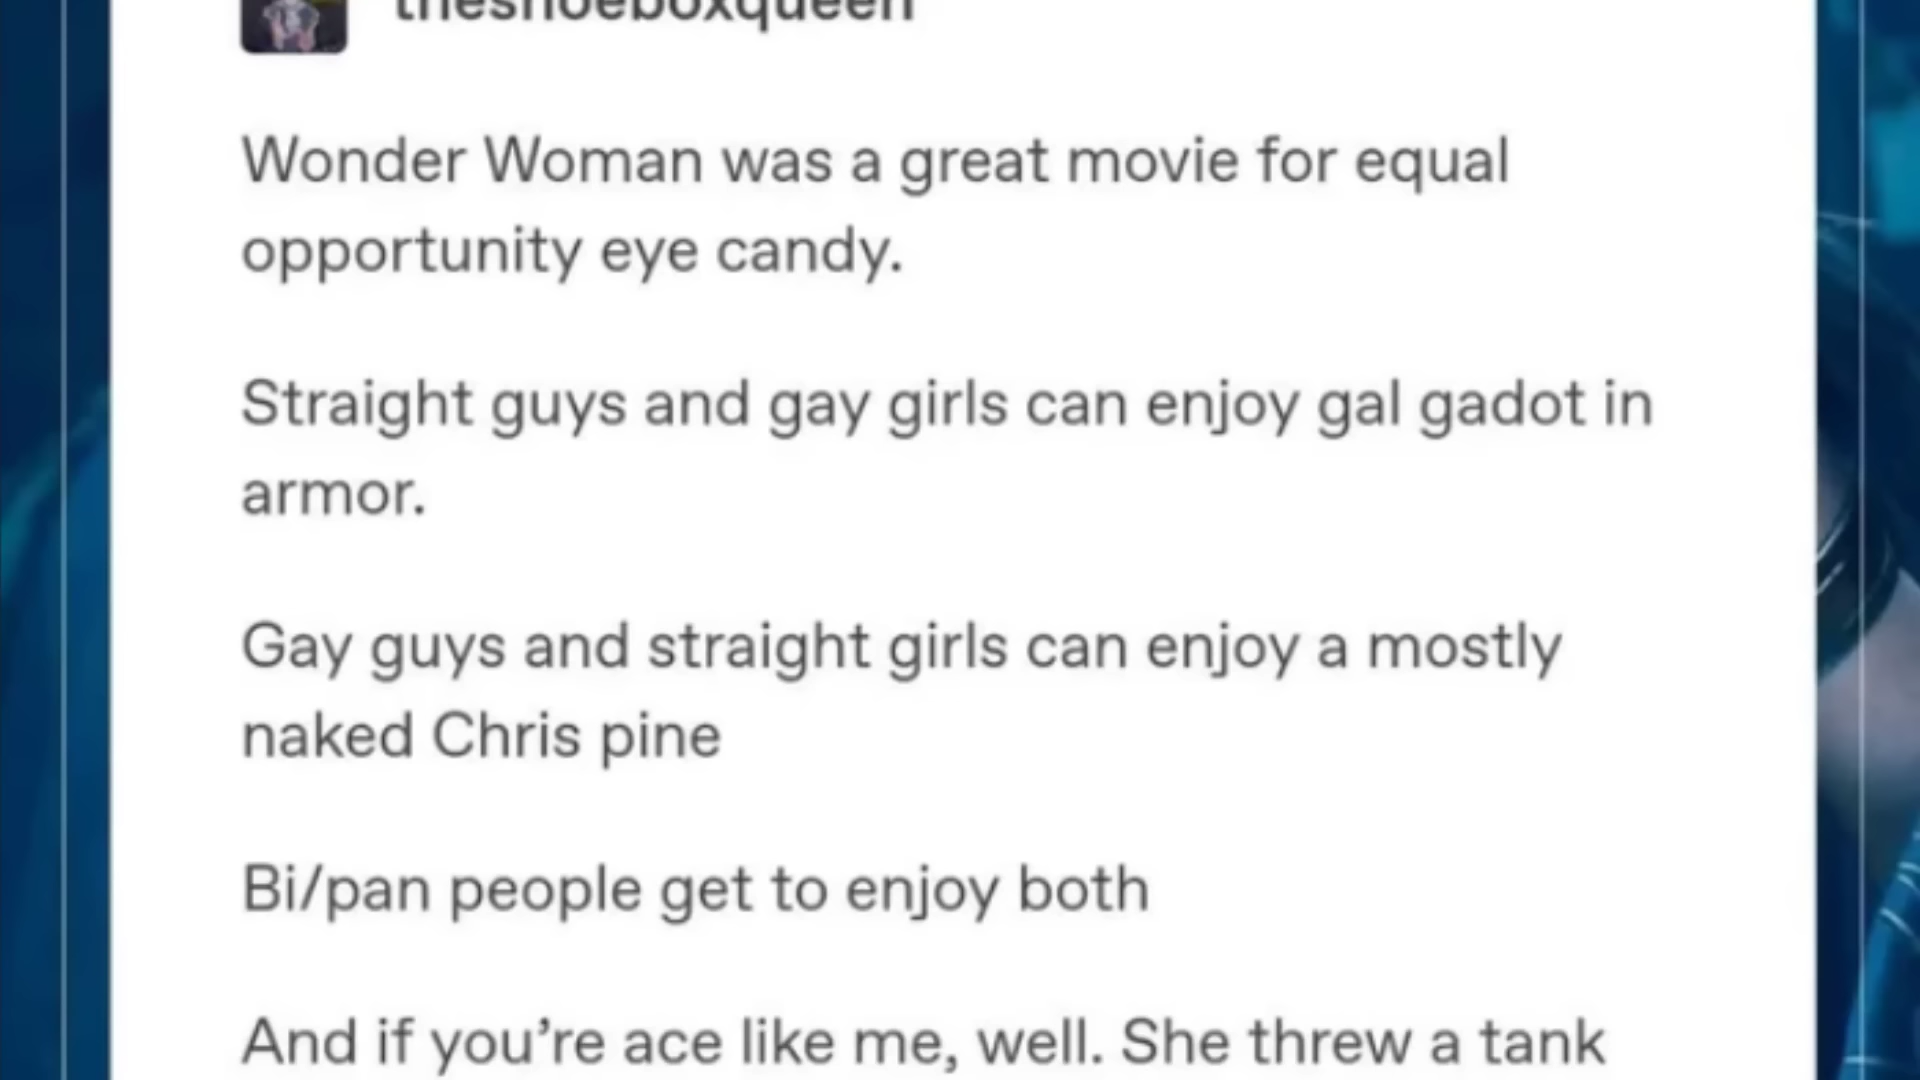 theshoeboxqueen
Wonder Woman was a great movie for equal
opportunity eye candy.
Straight guys and gay girls can enjoy gal gadot in
armor.
Gay guys and straight girls can enjoy a mostly
naked Chris pine
Bi/pan people get to enjoy both
And if you’re ace like me, well. She threw a tank